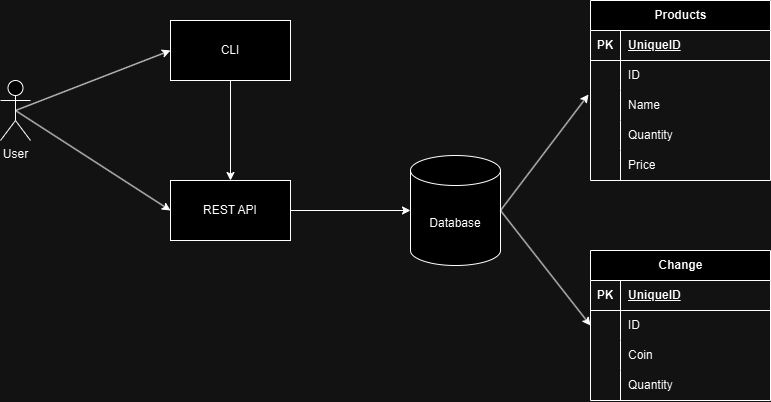 Products
CLI
PK UniqueID
ID
Name
Quantity
Price
User
REST API
Database
Change
PK UniqueID
ID
Coin
Quantity